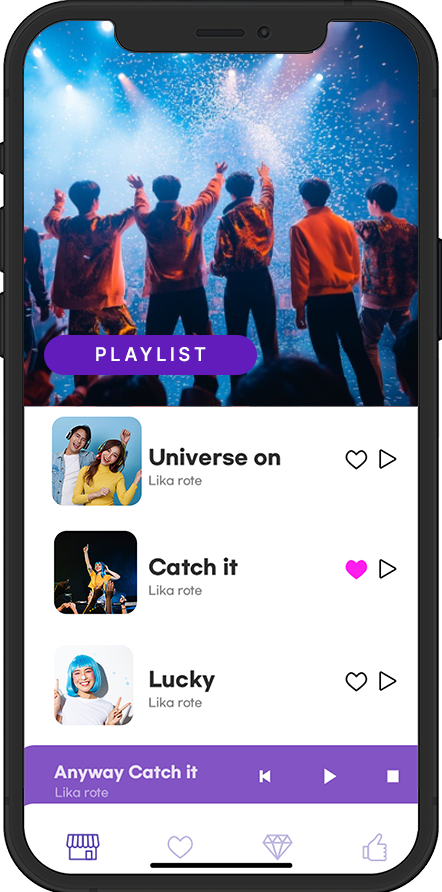 PLAYLIST
Universe on
Lika rote
Catch it
Lika rote
Lucky
Lika rote
Anyway Catch it
Lika rote